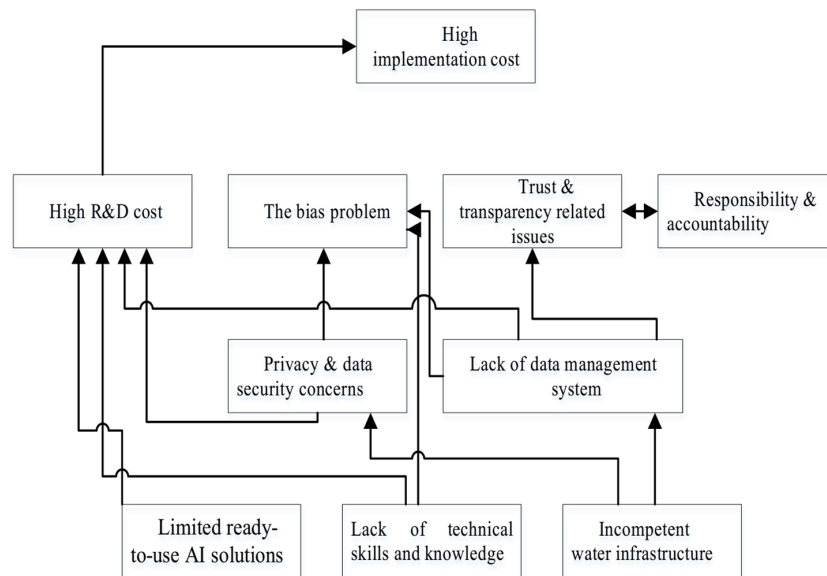 High
implementation cost
High R&D cost
The bias problem
Trust &
transparency related
issues
Responsibility &
accountability
Privacy & data
security concerns
Lack of data management
system
Limited ready-
to-use AI solutions
Lack of technical
skills and knowledge
Incompetent
water infrastructure